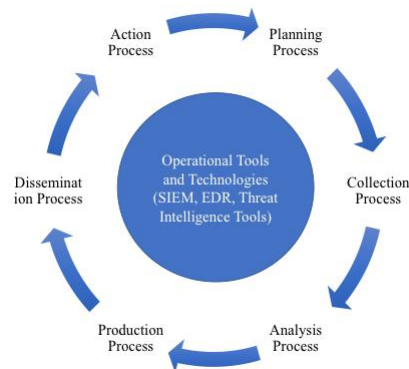 Action
Process
Planning
Process
Operational Tools
and Technologies
(SIEM, EDR, Threat
Intelligence Tools)
Disseminat
ion Process
Collection
Process
Production
Process
Analysis
Process